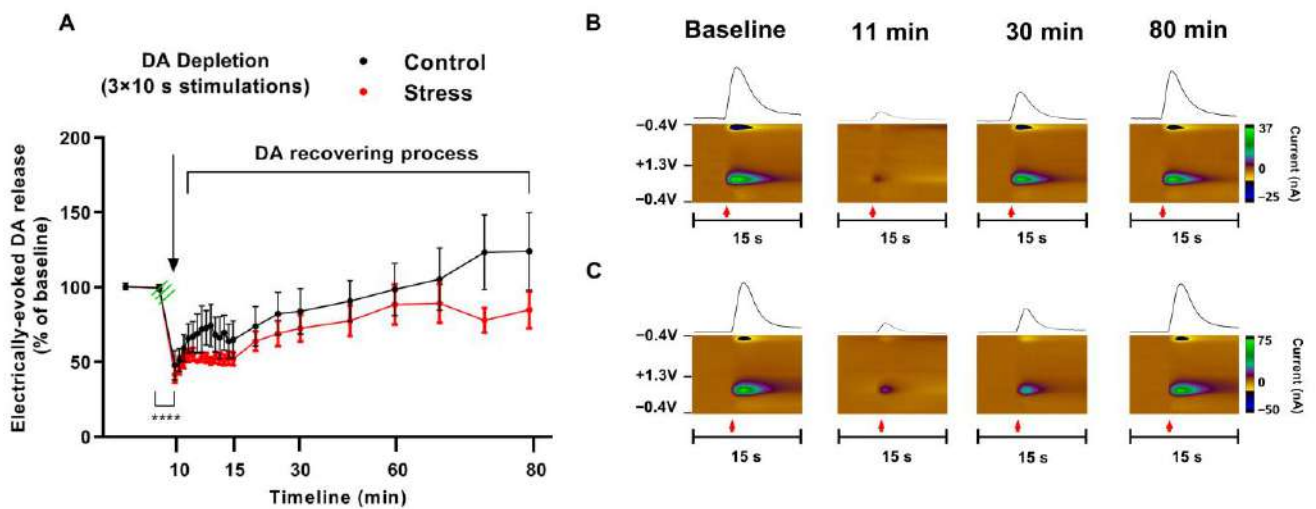 A
DA Depletion
(3×10 s stimulations)
Control
Stress
DA recovering process
Electrically-evoked DA release
(% of baseline)
200
150
100
50
0
****
10
15
30
60
80
Timeline (min)
B
Baseline
11 min
30 min
80 min
−0.4V
+1.3V
−0.4V
37
0
−25
Current (nA)
15 s
15 s
15 s
15 s
C
−0.4V
+1.3V
−0.4V
75
0
−50
Current (nA)
15 s
15 s
15 s
15 s